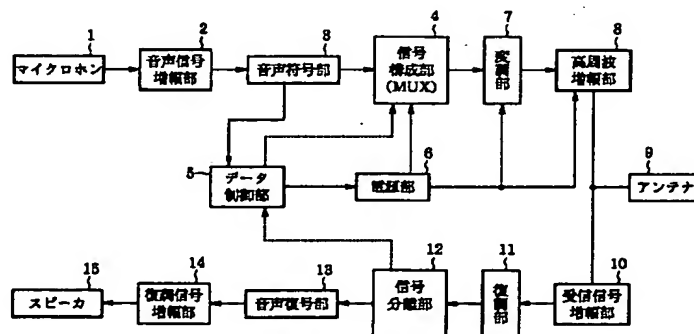 1
マイクロホン
2
音声信号
増幅部
3
音声符号部
4
信号
構成部
(MUX)
7
変調部
8
高周波
増幅部
5
データ
制御部
6
電源部
9
アンテナ
15
スピーカ
14
復調信号
増幅部
13
音声復号部
12
信号
分離部
11
復調部
10
受信信号
増幅部